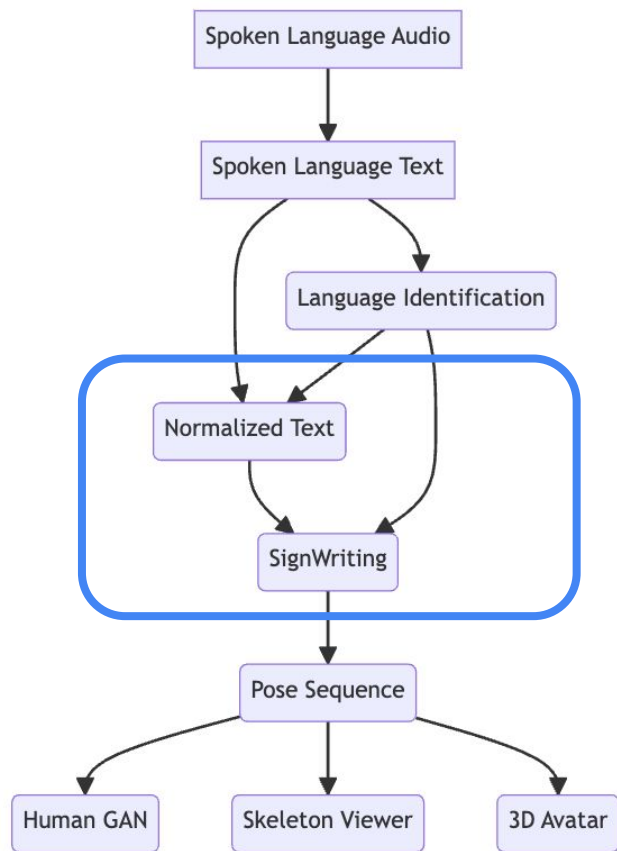 Spoken Language Audio
Spoken Language Text
Language Identification
Normalized Text
SignWriting
Pose Sequence
Human GAN
Skeleton Viewer
3D Avatar